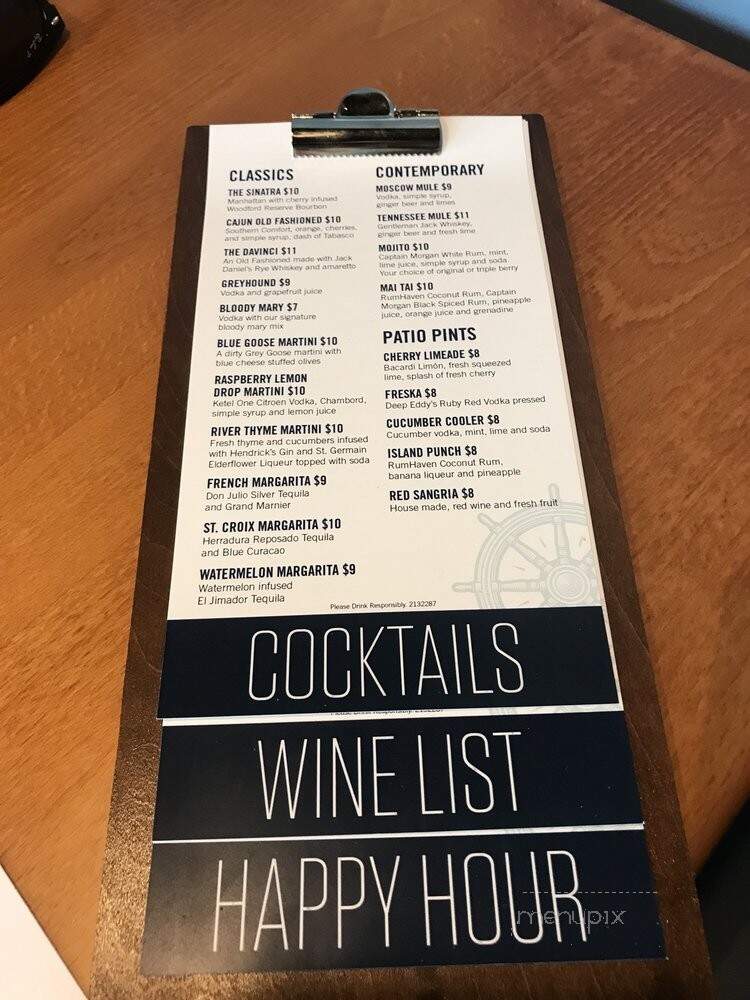 CLASSICS
THE SINATRA $10
Manhattan with cherry infused
Woodford Reserve Bourbon
CAJUN OLD FASHIONED $10
Southern Comfort, orange, cherries,
and simple syrup, dash of Tabasco
THE DAVINCI $11
An Old Fashioned made with Jack
Daniel's Rye Whiskey and amaretto
GREYHOUND $9
Vodka and grapefruit juice
BLOODY MARY $7
Vodka with our signature
bloody mary mix
BLUE GOOSE MARTINI $10
A dirty Grey Goose martini with
blue cheese stuffed olives
RASPBERRY LEMON
DROP MARTINI $10
Ketel One Citroen Vodka, Chambord,
simple syrup and lemon juice
RIVER THYME MARTINI $10
Fresh thyme and cucumbers infused
with Hendrick's Gin and St. Germain
Elderflower Liqueur topped with soda
FRENCH MARGARITA $9
Don Julio Silver Tequila
and Grand Marnier
ST. CROIX MARGARITA $10
Herradura Reposado Tequila
and Blue Curacao
WATERMELON MARGARITA $9
Watermelon infused
El Jimador Tequila
CONTEMPORARY
MOSCOW MULE $9
Vodka, simple syrup,
ginger beer and limes
TENNESSEE MULE $11
Gentleman Jack Whiskey,
ginger beer and fresh lime
MOJITO $10
Captain Morgan White Rum, mint,
lime juice, simple syrup and soda
Your choice of original or triple berry
MAI TAI $10
RumHaven Coconut Rum, Captain
Morgan Black Spiced Rum, pineapple
juice, orange juice and grenadine
PATIO PINTS
CHERRY LIMEADE $8
Bacardi Limón, fresh squeezed
lime, splash of fresh cherry
FRESKA $8
Deep Eddy's Ruby Red Vodka pressed
CUCUMBER COOLER $8
Cucumber vodka, mint, lime and soda
ISLAND PUNCH $8
RumHaven Coconut Rum,
banana liqueur and pineapple
RED SANGRIA $8
House made, red wine and fresh fruit
Please Drink Responsibly. 2132287
COCKTAILS
WINE LIST
HAPPY HOUR
menupix